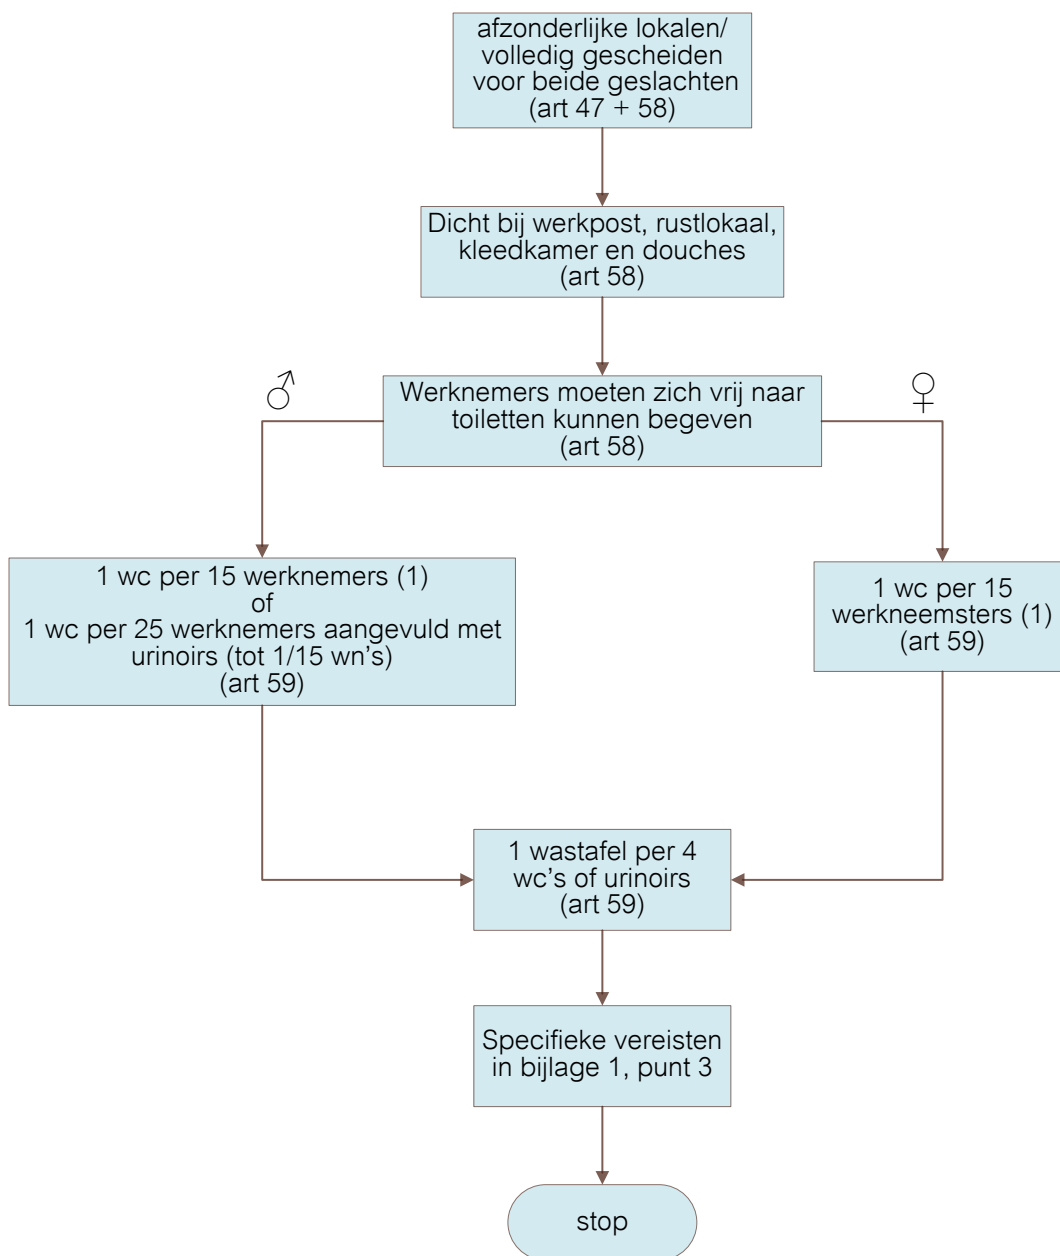 afzonderlijke lokalen/
volledig gescheiden
voor beide geslachten
(art 47 + 58)
Dicht bij werkpost, rustlokaal,
kleedkamer en douches
(art 58)
Werknemers moeten zich vrij naar
toiletten kunnen begeven
(art 58)
♂
♀
1 wc per 15 werknemers (1)
of
1 wc per 25 werknemers aangevuld met
urinoirs (tot 1/15 wn’s)
(art 59)
1 wc per 15
werkneemsters (1)
(art 59)
1 wastafel per 4
wc’s of urinoirs
(art 59)
Specifieke vereisten
in bijlage 1, punt 3
stop